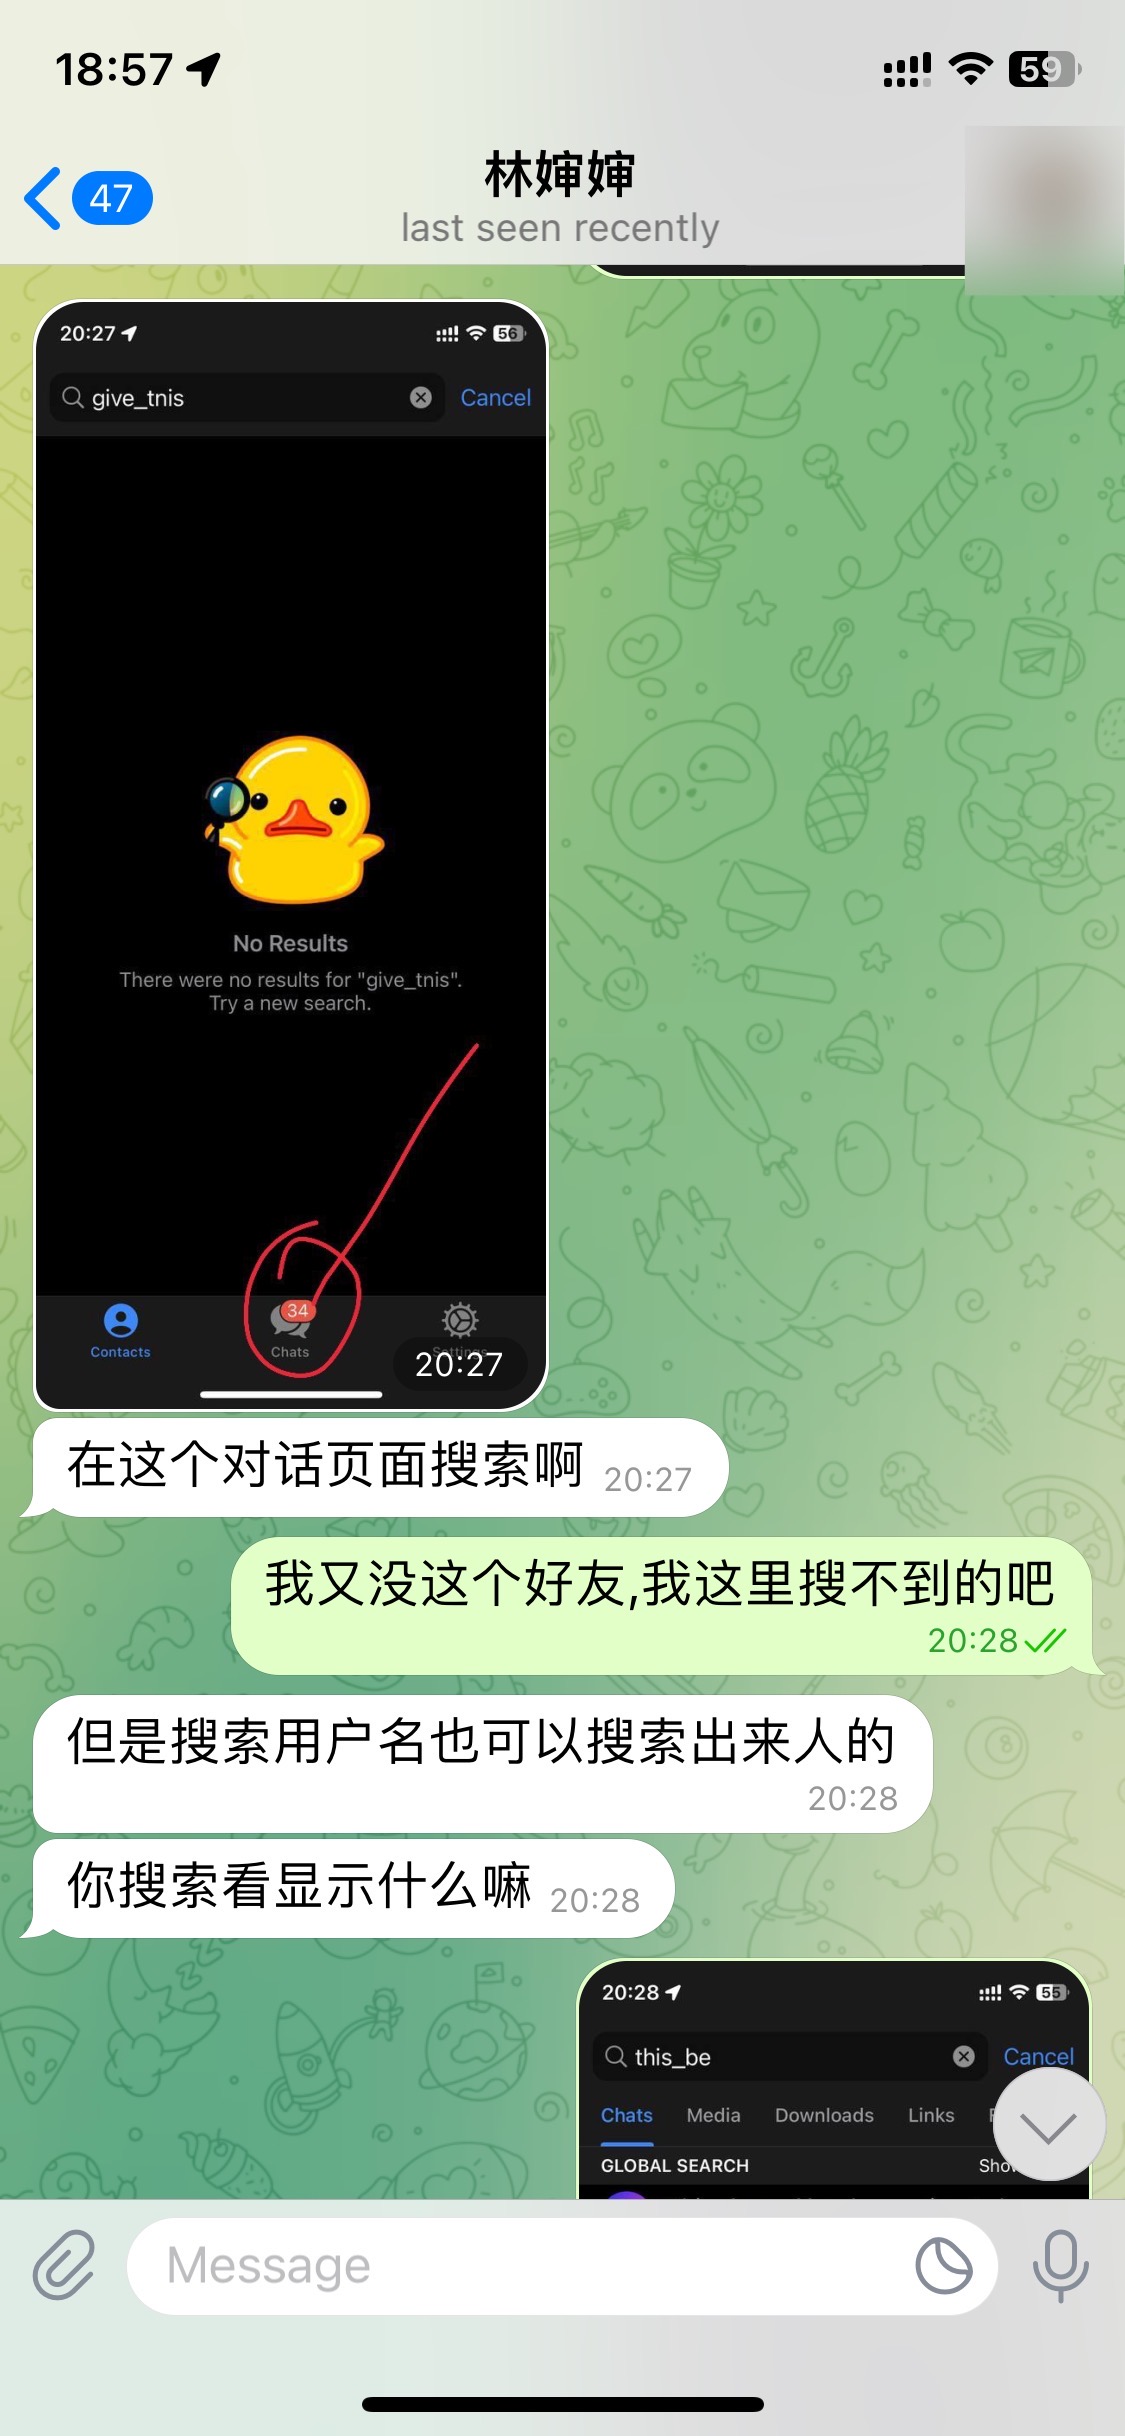 18:57
59
47
林婶婶
last seen recently
20:27
56
give_tnis
Cancel
No Results
There were no results for "give_tnis".
Try a new search.
34
Contacts
Chats
Settings
20:27
在这个对话页面搜索啊 20:27
我又没这个好友,我这里搜不到的吧
20:28
但是搜索用户名也可以搜索出来人的
20:28
你搜索看显示什么嘛 20:28
20:28
55
this_be
Cancel
Chats Media Downloads Links
GLOBAL SEARCH
Message